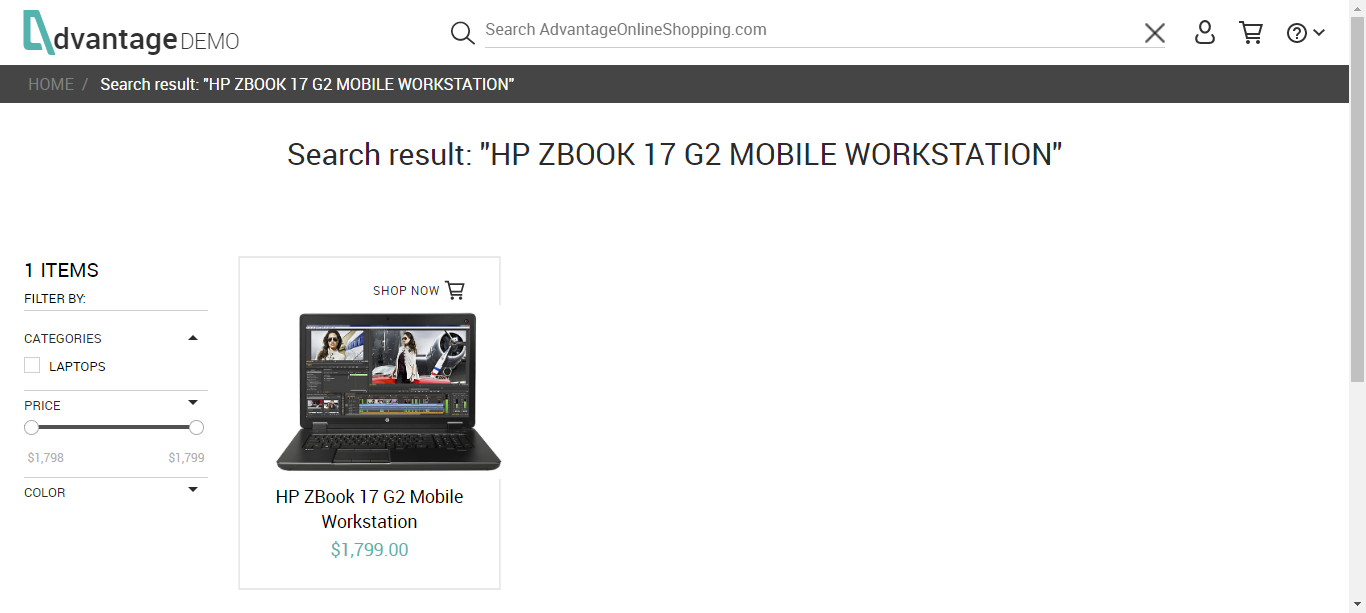 dvantage DEMO
Search AdvantageOnlineShopping.com
HOME / Search result: "HP ZBOOK 17 G2 MOBILE WORKSTATION"
Search result: "HP ZBOOK 17 G2 MOBILE WORKSTATION"
1 ITEMS
FILTER BY:
CATEGORIES
LAPTOPS
PRICE
$1,798 $1,799
COLOR
SHOP NOW
HP ZBook 17 G2 Mobile
Workstation
$1,799.00